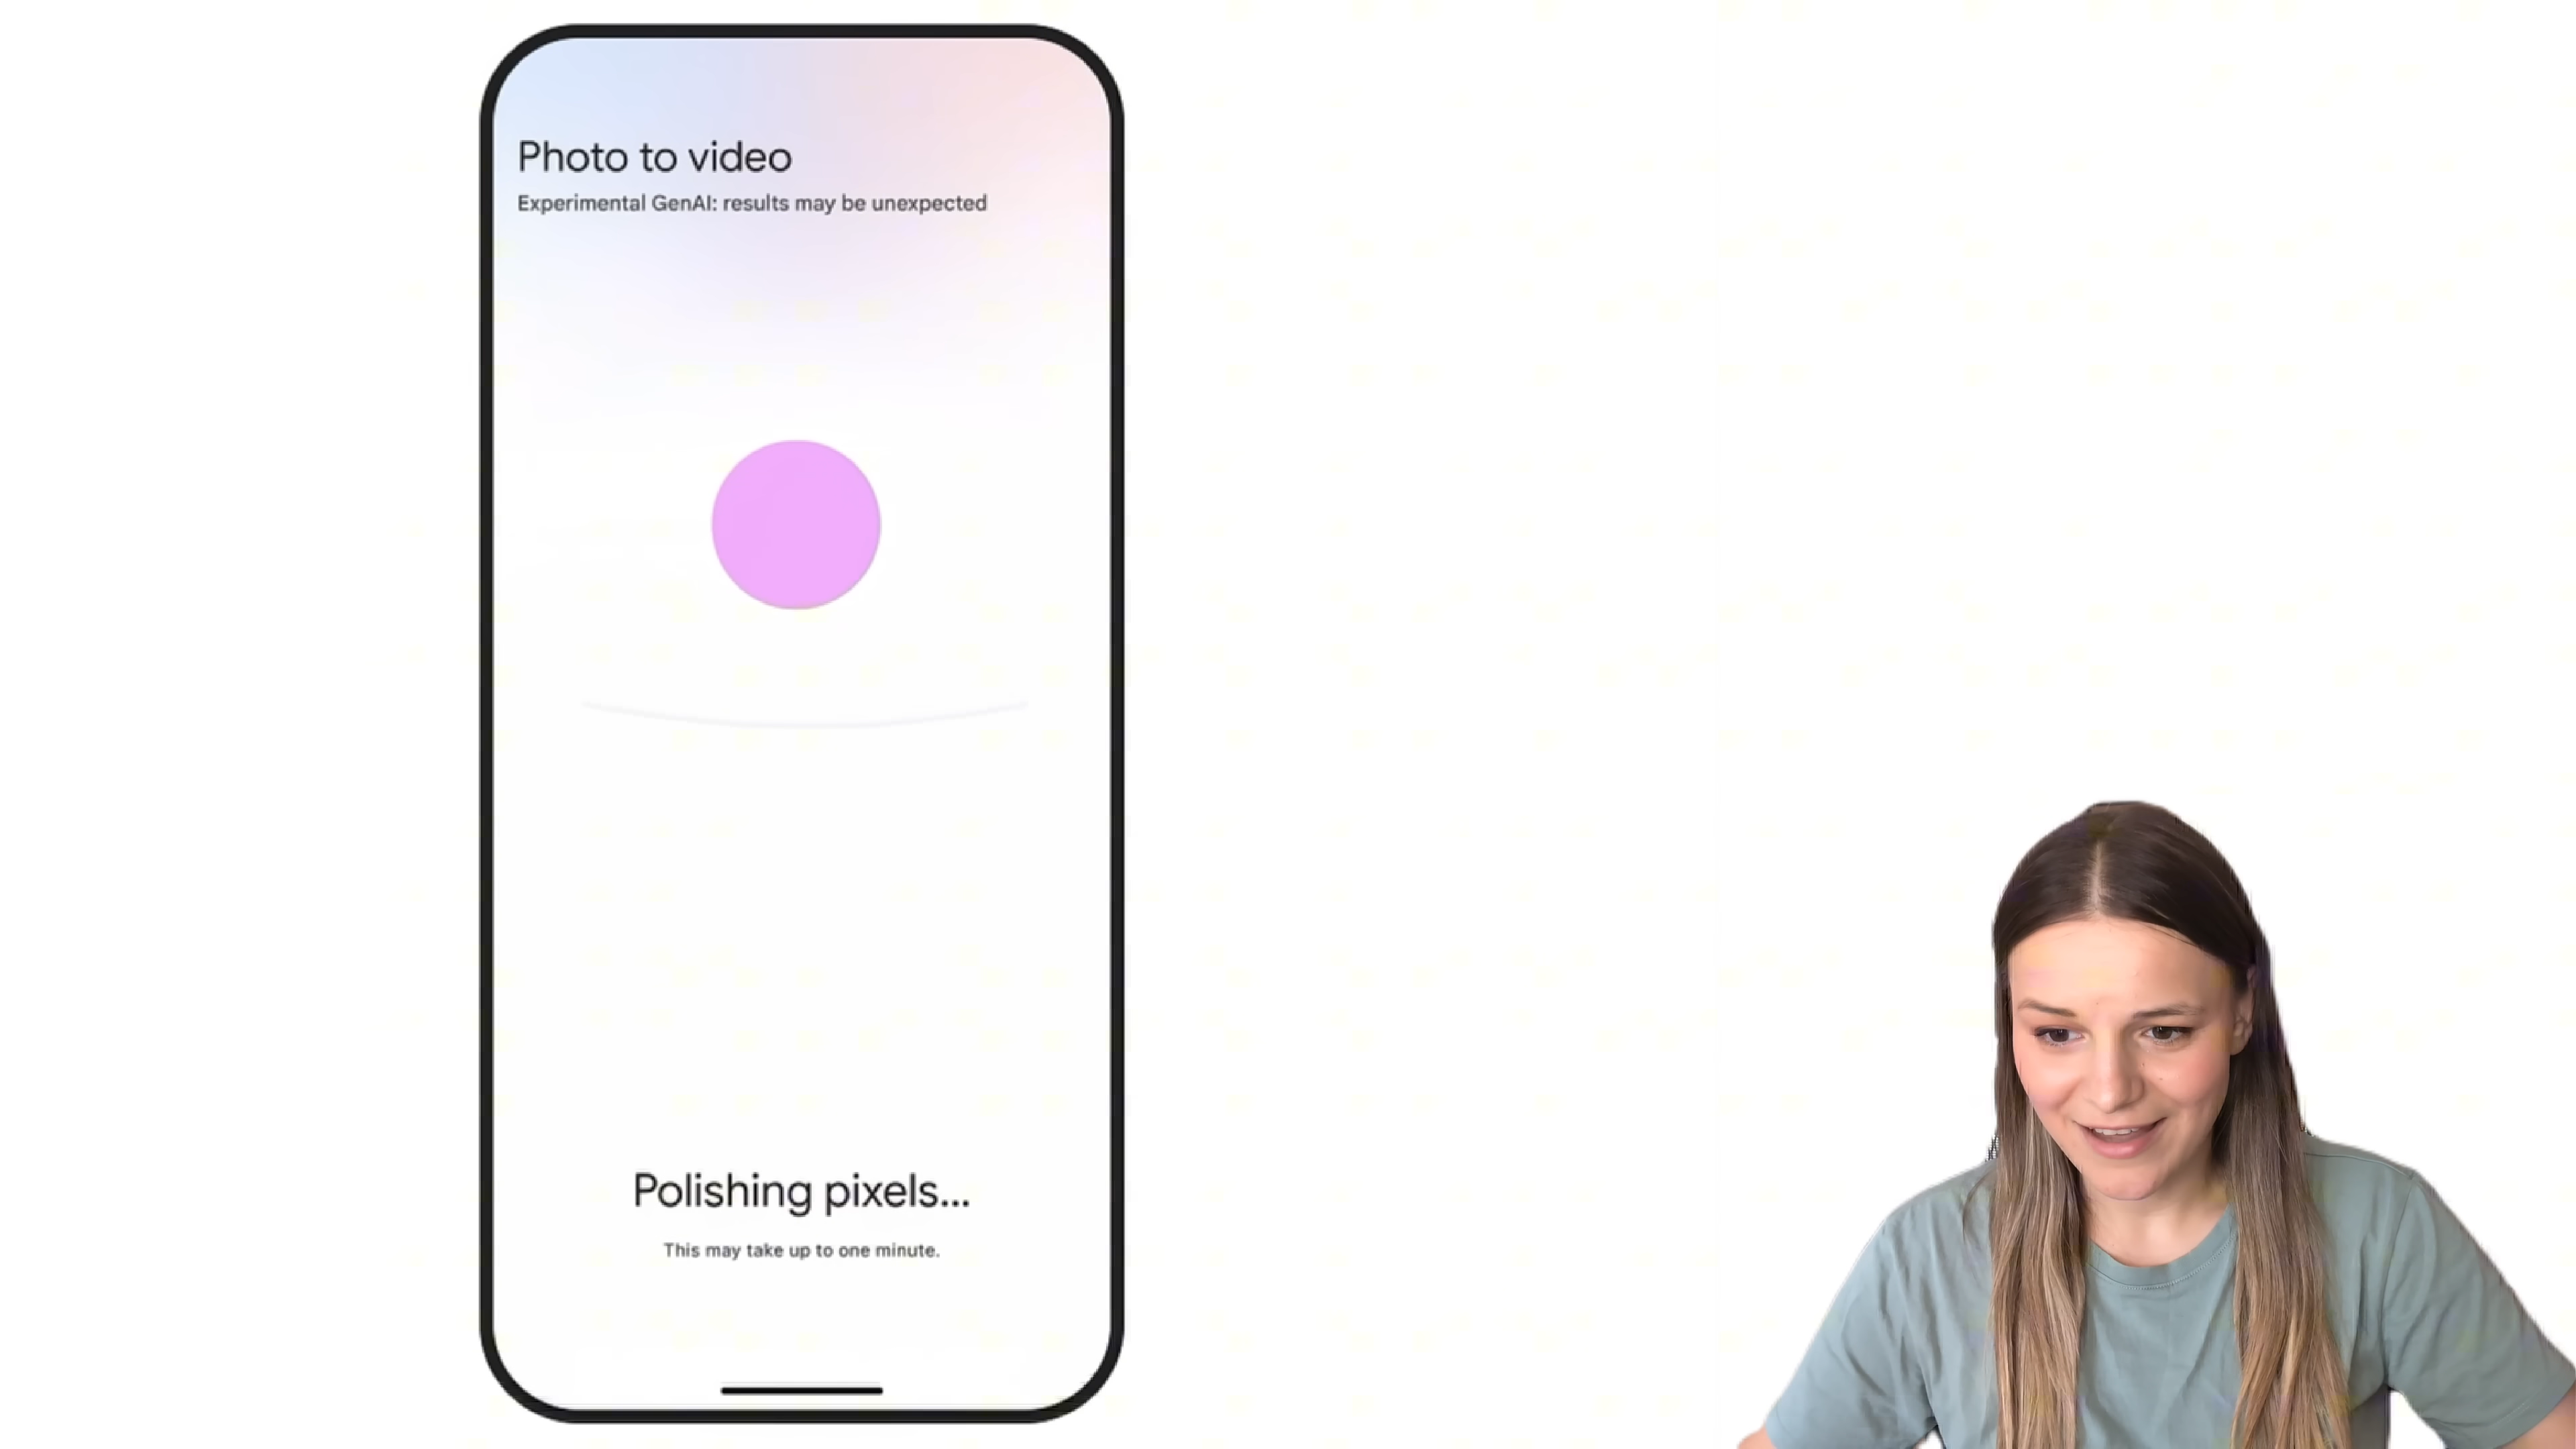 Photo to video
Experimental GenAI: results may be unexpected
Polishing pixels...
This may take up to one minute.